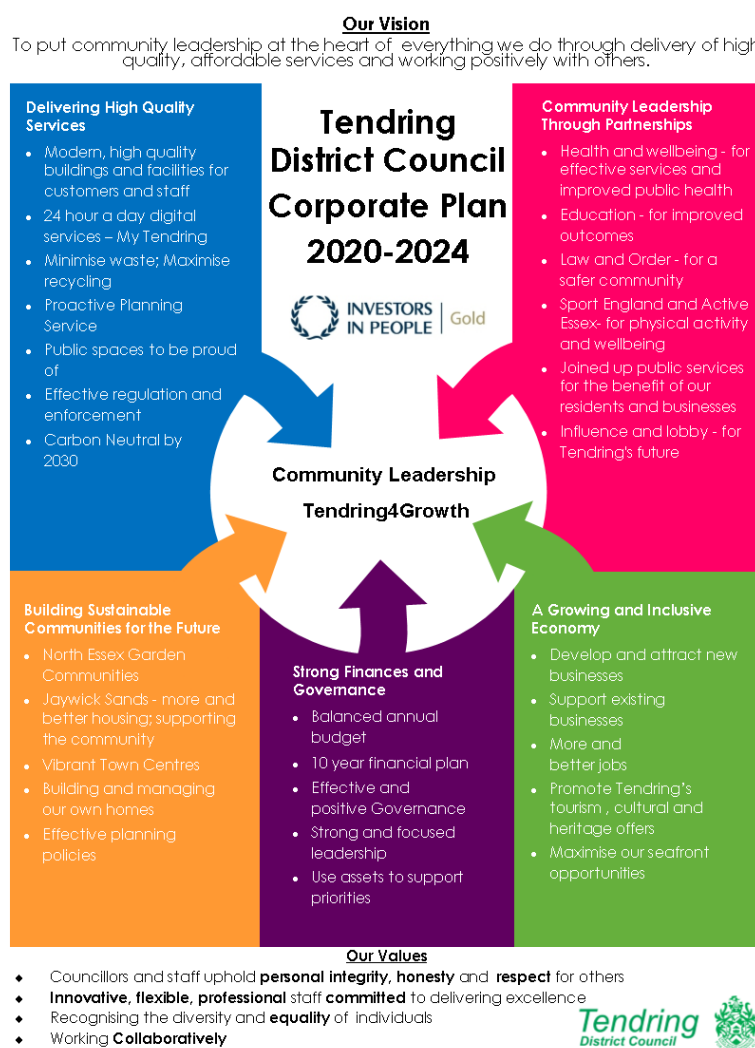 Our Vision
To put community leadership at the heart of everything we do through delivery of high
quality, affordable services and working positively with others.
Tendring
District Council
Corporate Plan
2020-2024
INVESTORS
IN PEOPLE
Gold
Delivering High Quality
Services
• Modern, high quality
buildings and facilities for
customers and staff
• 24 hour a day digital
services – My Tendring
• Minimise waste; Maximise
recycling
• Proactive Planning
Service
• Public spaces to be proud
of
• Effective regulation and
enforcement
• Carbon Neutral by
2030
Community Leadership
Through Partnerships
• Health and wellbeing - for
effective services and
improved public health
• Education - for improved
outcomes
• Law and Order - for a
safer community
• Sport England and Active
Essex- for physical activity
and wellbeing
• Joined up public services
for the benefit of our
residents and businesses
• Influence and lobby - for
Tendring's future
Community Leadership
Tendring4Growth
Building Sustainable
Communities for the Future
• North Essex Garden
Communities
• Jaywick Sands - more and
better housing; supporting
the community
• Vibrant Town Centres
• Building and managing
our own homes
• Effective planning
policies
Strong Finances and
Governance
• Balanced annual
budget
• 10 year financial plan
• Effective and
positive Governance
• Strong and focused
leadership
• Use assets to support
priorities
A Growing and Inclusive
Economy
• Develop and attract new
businesses
• Support existing
businesses
• More and
better jobs
• Promote Tendring’s
tourism , cultural and
heritage offers
• Maximise our seafront
opportunities
Our Values
◆ Councillors and staff uphold personal integrity, honesty and respect for others
◆ Innovative, flexible, professional staff committed to delivering excellence
◆ Recognising the diversity and equality of individuals
◆ Working Collaboratively
Tendring
District Council